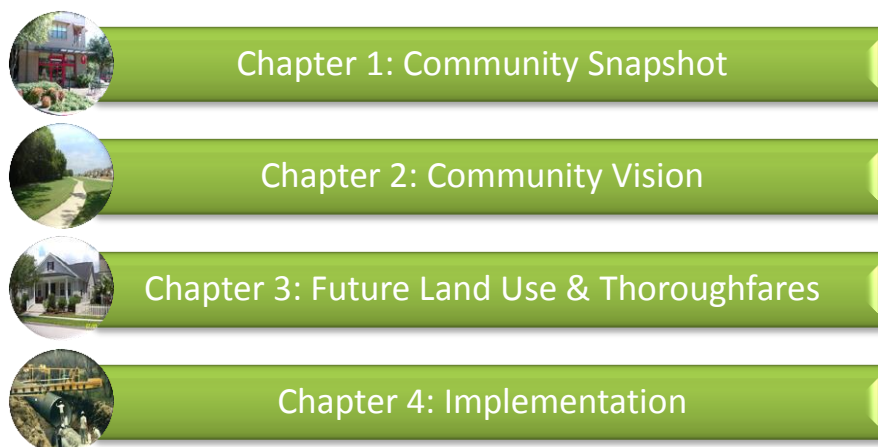 Chapter 1: Community Snapshot
Chapter 2: Community Vision
Chapter 3: Future Land Use & Thoroughfares
Chapter 4: Implementation